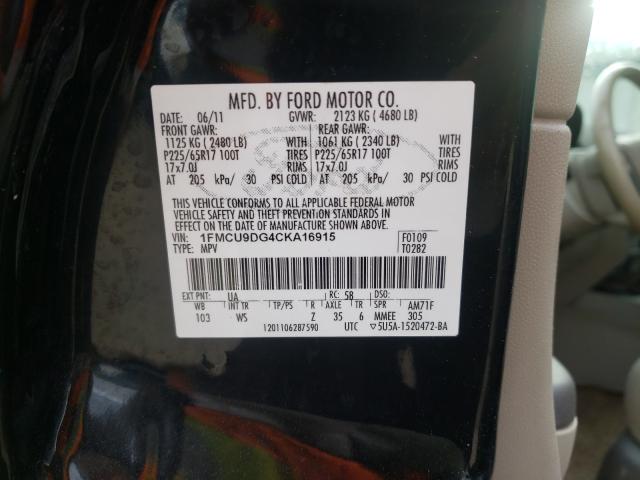 MFD. BY FORD MOTOR CO.
DATE: 06/11 GVWR: 2123 KG ( 4680 LB)
FRONT GAWR: REAR GAWR:
1125 KG ( 2480 LB) WITH 1061 KG ( 2340 LB) WITH
P225/65R17 100T TIRES P225/65R17 100T TIRES
17x7.0J RIMS 17x7.0J RIMS
AT 205 kPa/ 30 PSI COLD AT 205 kPa/ 30 PSI COLD
THIS VEHICLE CONFORMS TO ALL APPLICABLE FEDERAL MOTOR
VEHICLE SAFETY AND THEFT PREVENTION STANDARDS IN
EFFECT ON THE DATE OF MANUFACTURE SHOWN ABOVE.
VIN: 1FMCU9DG4CKA16915 F0109
TYPE: MPV T0282
EXT PNT: UA RC: 58 DSO:
WB INT TR TP/PS R AXLE TR SPR AM71F
103 WS Z 35 6 MMEE 305
1201106287590 UTC ▽5U5A-1520472-BA